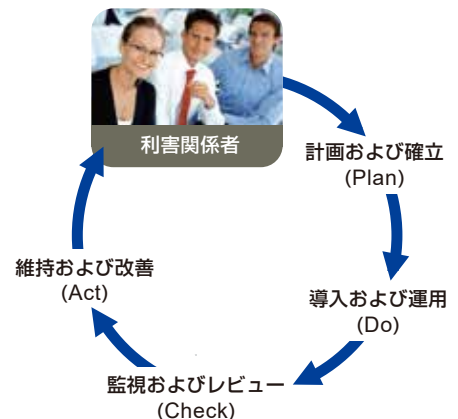 利害関係者
計画および確立
(Plan)
導入および運用
(Do)
監視およびレビュー
(Check)
維持および改善
(Act)